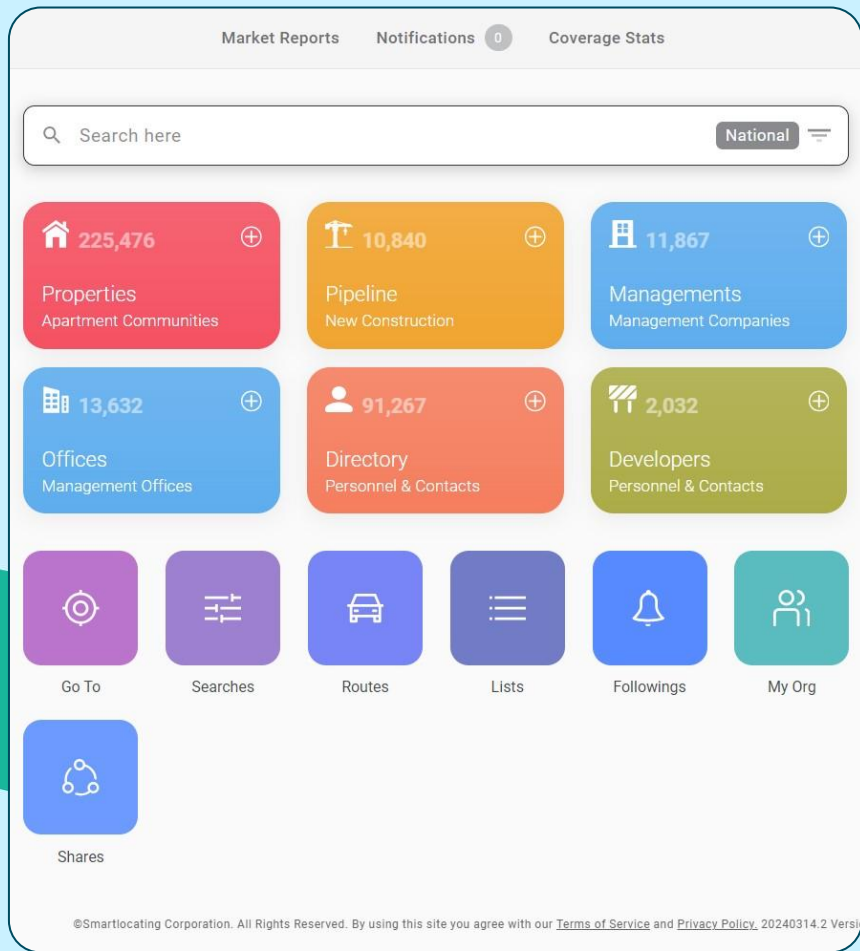 Market Reports Notifications 0 Coverage Stats
Search here National
225,476
Properties
Apartment Communities
10,840
Pipeline
New Construction
11,867
Managements
Management Companies
13,632
Offices
Management Offices
91,267
Directory
Personnel & Contacts
2,032
Developers
Personnel & Contacts
Go To
Searches
Routes
Lists
Followings
My Org
Shares
©Smartlocating Corporation. All Rights Reserved. By using this site you agree with our Terms of Service and Privacy Policy. 20240314.2 Versi